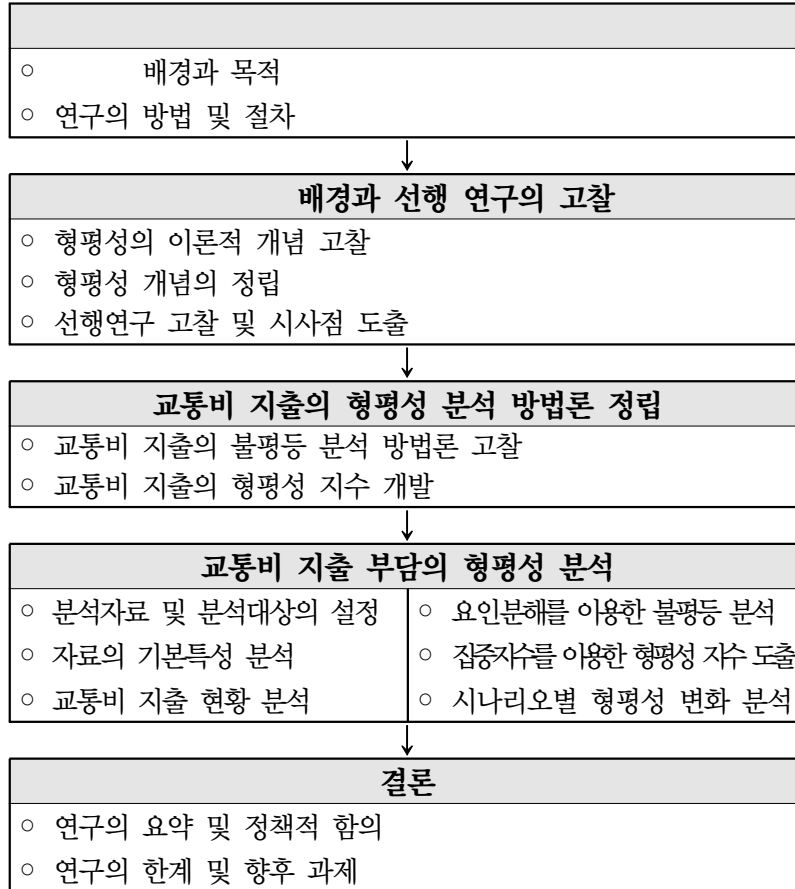 ○ 배경과 목적
○ 연구의 방법 및 절차
↓
배경과 선행 연구의 고찰
○ 형평성의 이론적 개념 고찰
○ 형평성 개념의 정립
○ 선행연구 고찰 및 시사점 도출
↓
교통비 지출의 형평성 분석 방법론 정립
○ 교통비 지출의 불평등 분석 방법론 고찰
○ 교통비 지출의 형평성 지수 개발
↓
교통비 지출 부담의 형평성 분석
○ 분석자료 및 분석대상의 설정
○ 자료의 기본특성 분석
○ 교통비 지출 현황 분석
○ 요인분해를 이용한 불평등 분석
○ 집중지수를 이용한 형평성 지수 도출
○ 시나리오별 형평성 변화 분석
↓
결론
○ 연구의 요약 및 정책적 함의
○ 연구의 한계 및 향후 과제